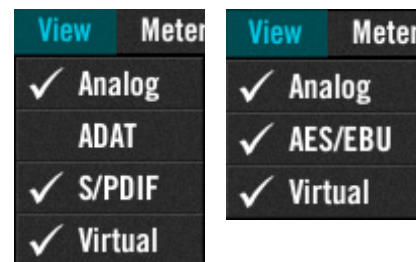 View Meter
Analog
ADAT
S/PDIF
Virtual
View Meter
Analog
AES/EBU
Virtual